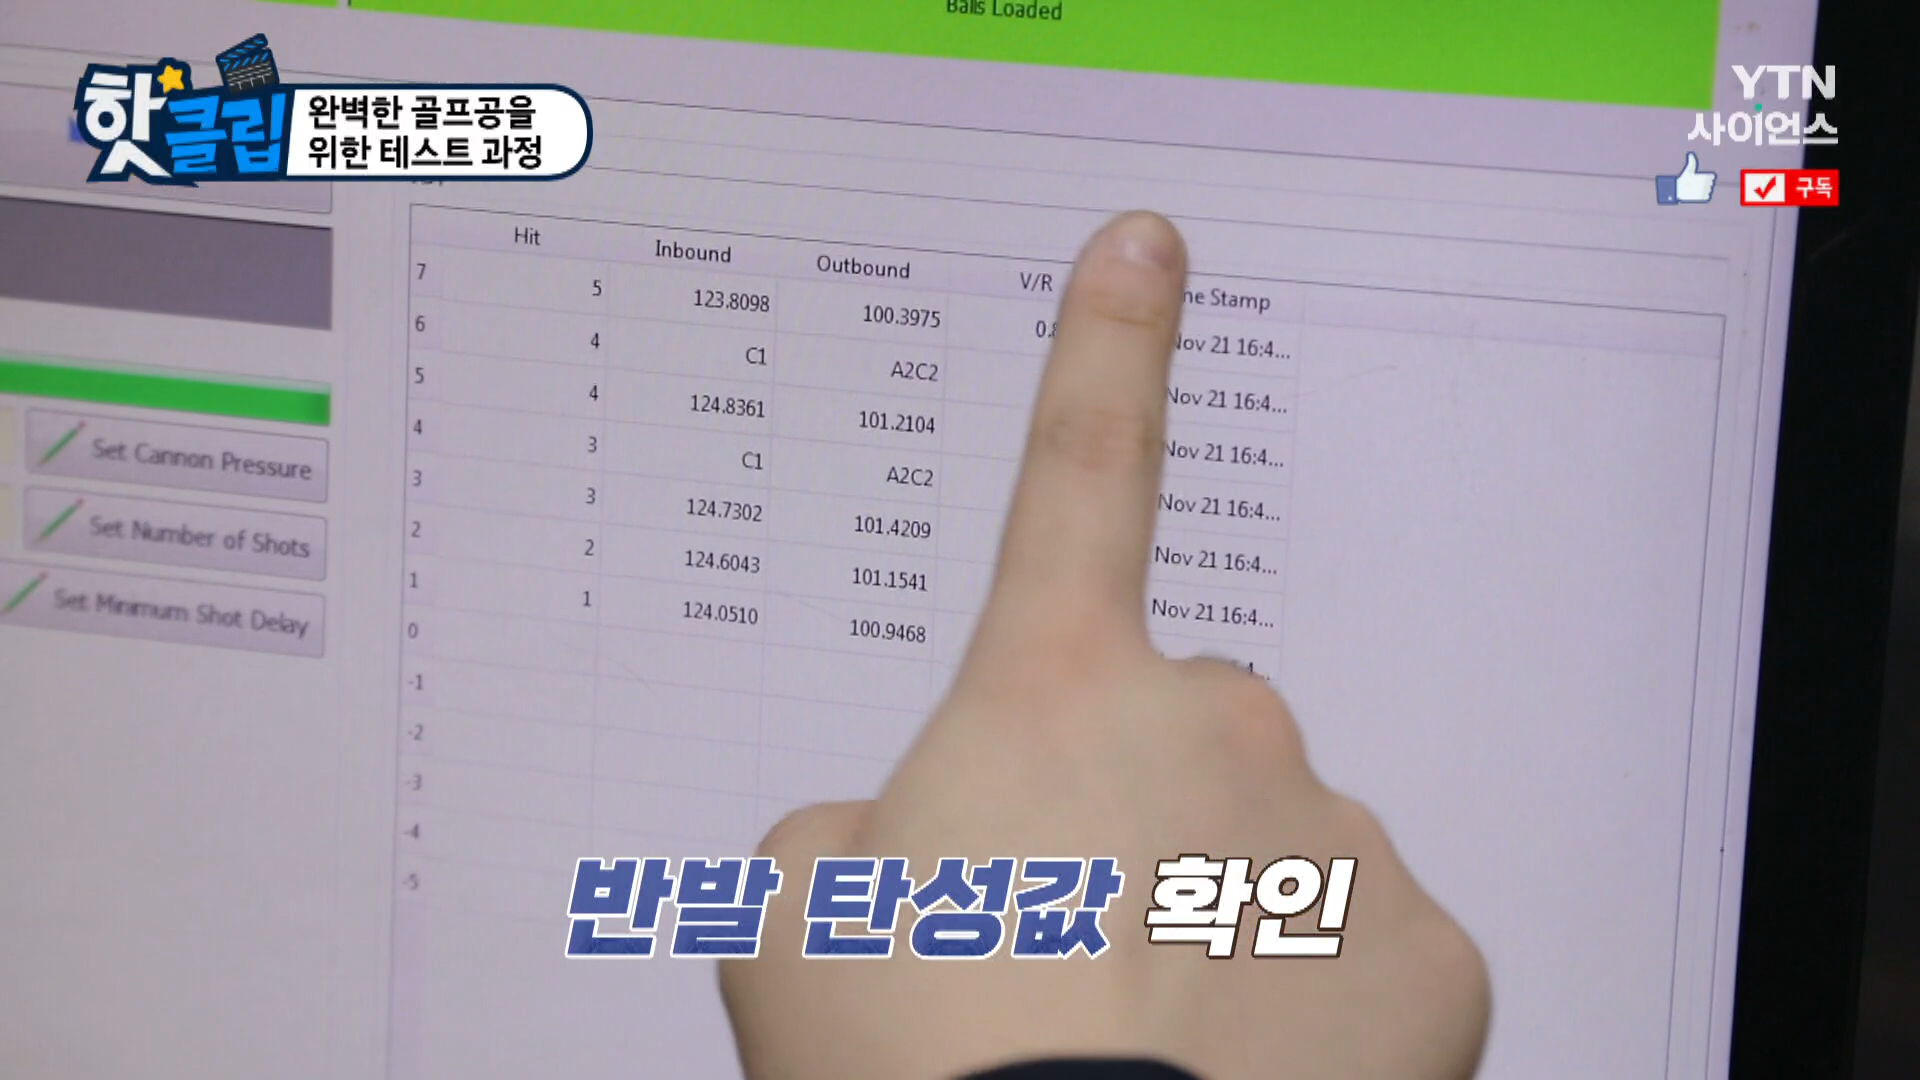 Balls Loaded
핫클립
완벽한 골프공을
위한 테스트 과정
YTN
사이언스
구독
Hit Inbound Outbound V/R
7 5 123.8098 100.3975 Nov 21 16:4...
6 4 C1 A2C2 Nov 21 16:4...
5 4 124.8361 101.2104 Nov 21 16:4...
4 3 C1 A2C2 Nov 21 16:4...
3 3 124.7302 101.4209 Nov 21 16:4...
2 2 124.6043 101.1541 Nov 21 16:4...
1 1 124.0510 100.9468
0
-1
-2
-3
-4
-5
Stamp
Set Cannon Pressure
Set Number of Shots
Set Minimum Shot Delay
반발 탄성값 확인